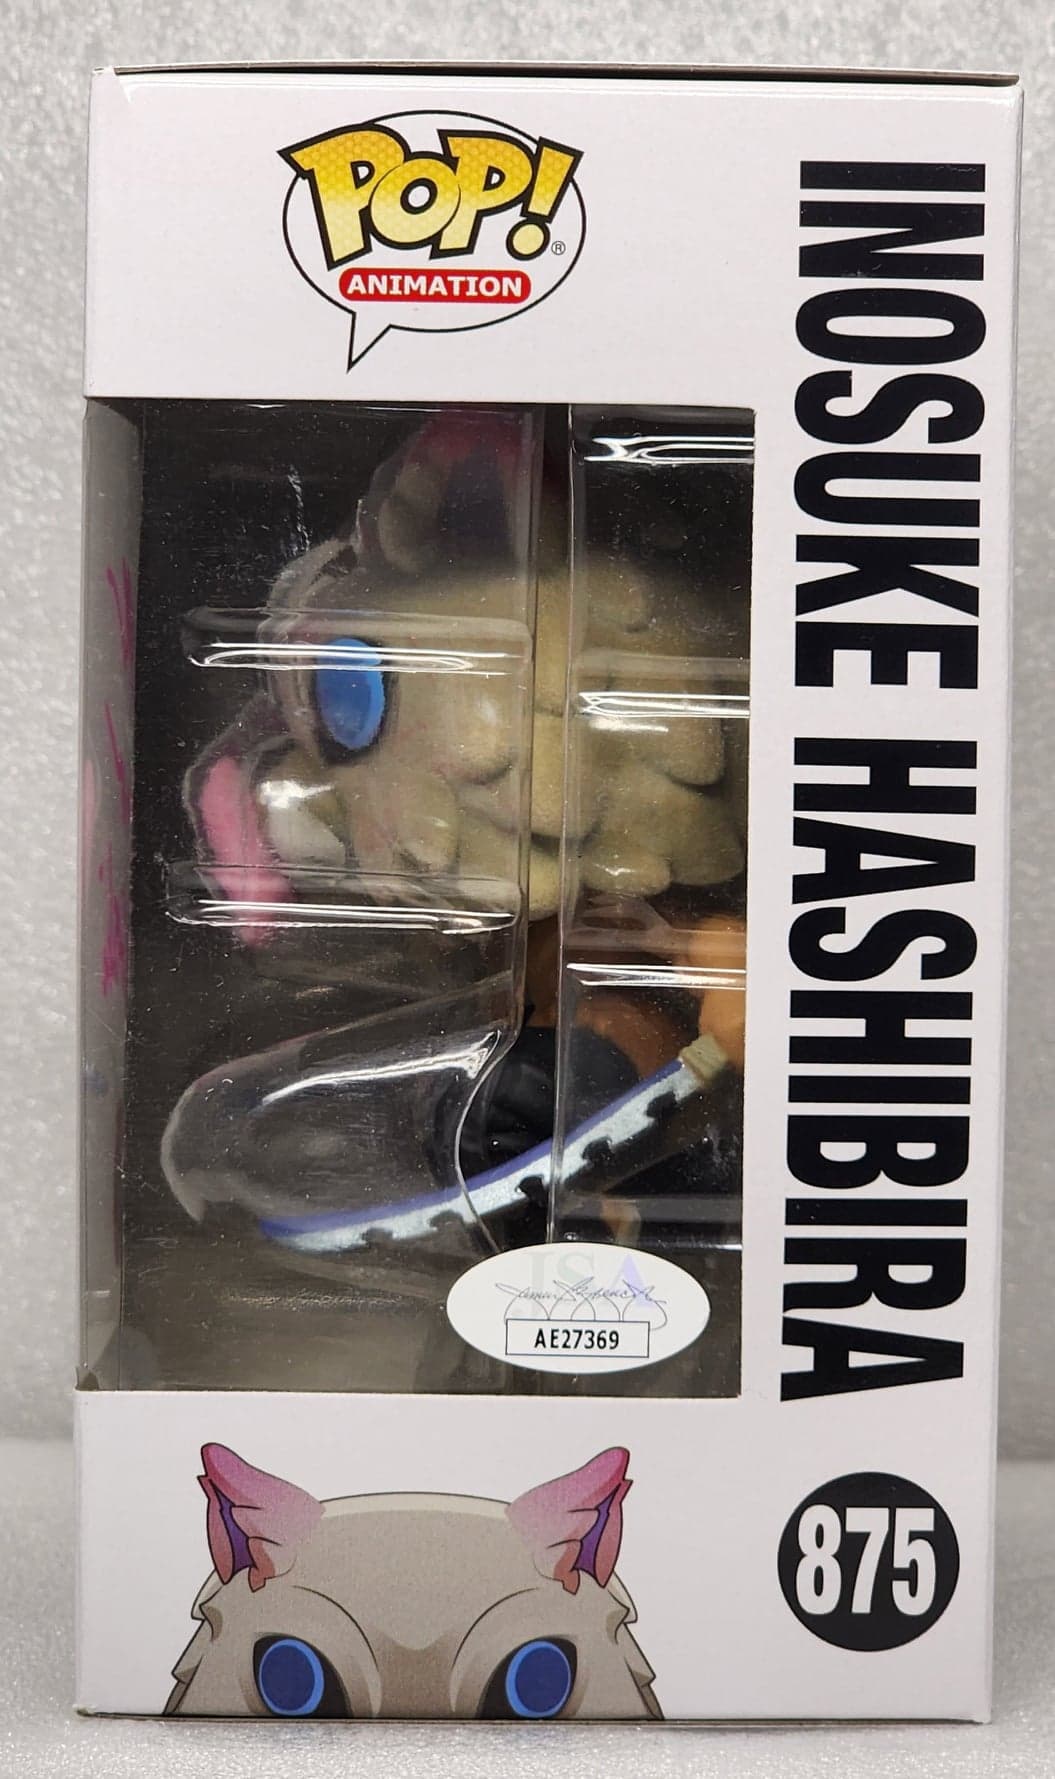 POP!®
ANIMATION
INOSUKE HASHIBIRA
JSA
AE27369
875